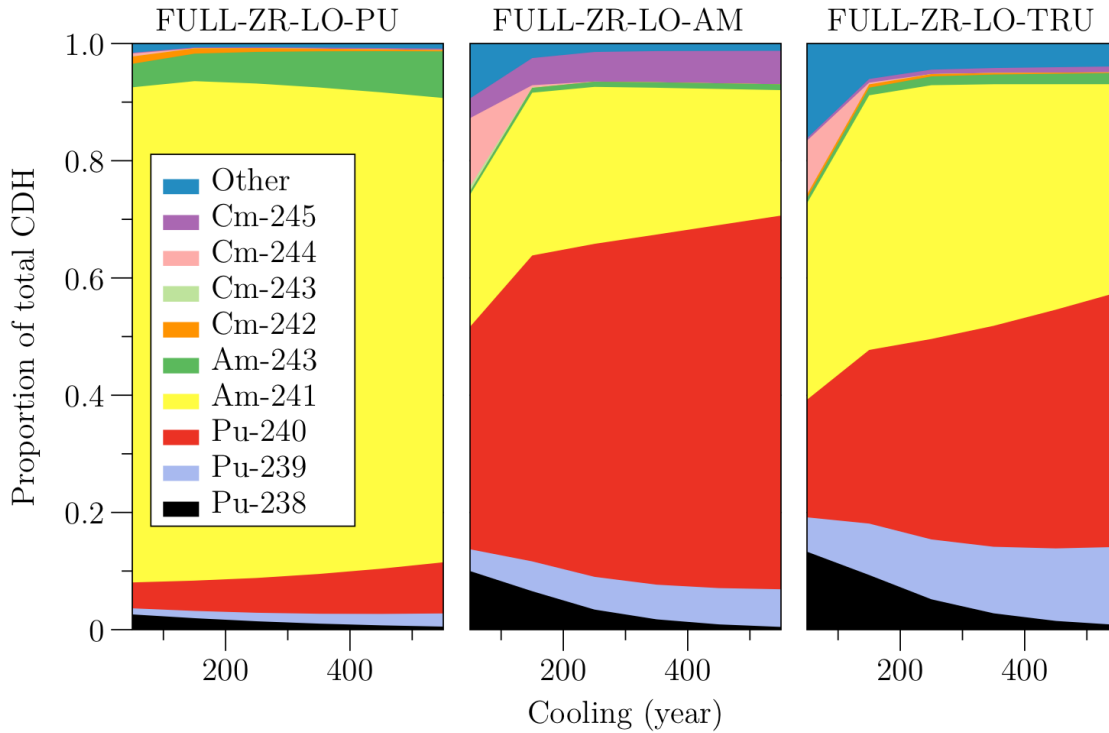 FULL-ZR-LO-PU FULL-ZR-LO-AM FULL-ZR-LO-TRU
Proportion of total CDH
1.0
0.8
0.6
0.4
0.2
0
Other
Cm-245
Cm-244
Cm-243
Cm-242
Am-243
Am-241
Pu-240
Pu-239
Pu-238
200 400 200 400 200 400
Cooling (year)